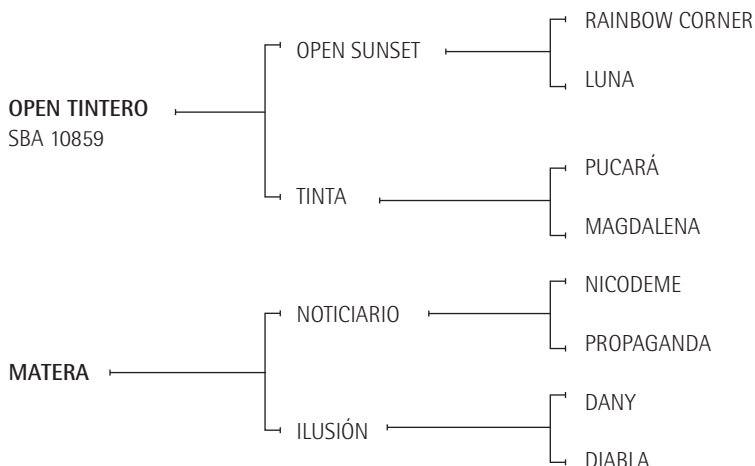 RAINBOW CORNER
OPEN SUNSET
LUNA
OPEN TINTERO
SBA 10859
PUCARÁ
TINTA
MAGDALENA
NICODEME
NOTICIARIO
PROPAGANDA
MATERA
DANY
ILUSIÓN
DIABLA